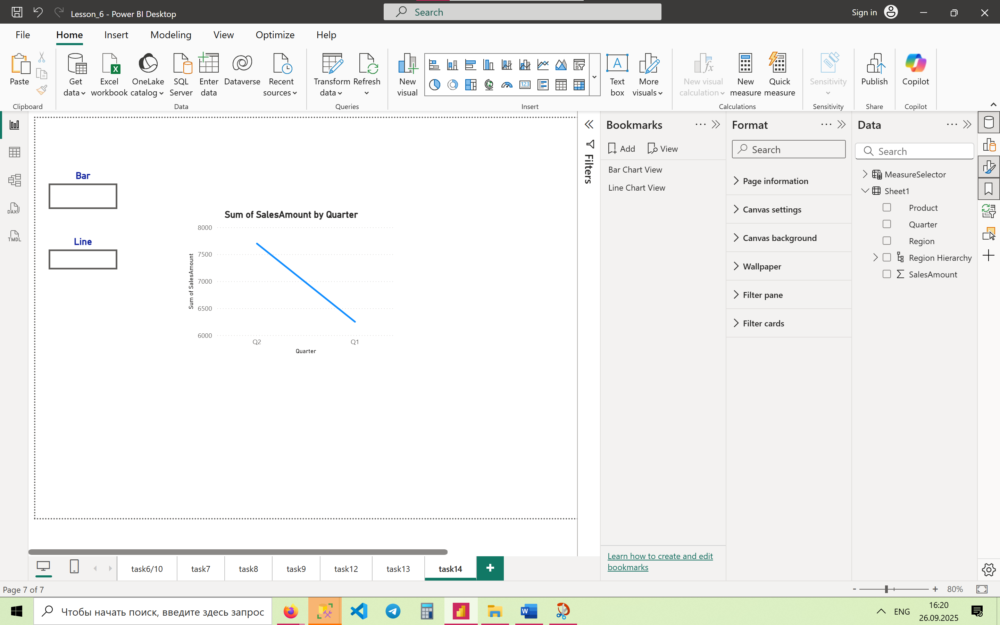 Lesson_6 - Power BI Desktop
Search
Sign in
File
Home
Insert
Modeling
View
Optimize
Help
Paste
Get data
Excel workbook
OneLake catalog
SQL Server
Enter data
Dataverse
Recent sources
Transform data
Refresh
New visual
123
A
Text box
More visuals
New visual calculation
New measure
Quick measure
Sensitivity
Publish
Copilot
Clipboard
Data
Queries
Insert
Calculations
Sensitivity
Share
Copilot
DAX
TMDL
Bar
Line
Sum of SalesAmount by Quarter
Sum of SalesAmount
8000
7500
7000
6500
6000
Q2
Q1
Quarter
Filters
Bookmarks
Add
View
Bar Chart View
Line Chart View
Learn how to create and edit
bookmarks
Format
Search
Page information
Canvas settings
Canvas background
Wallpaper
Filter pane
Filter cards
Data
Search
MeasureSelector
Sheet1
Product
Quarter
Region
Region Hierarchy
SalesAmount
task6/10
task7
task8
task9
task12
task13
task14
Page 7 of 7
80%
Чтобы начать поиск, введите здесь запрос
ENG
16:20
26.09.2025